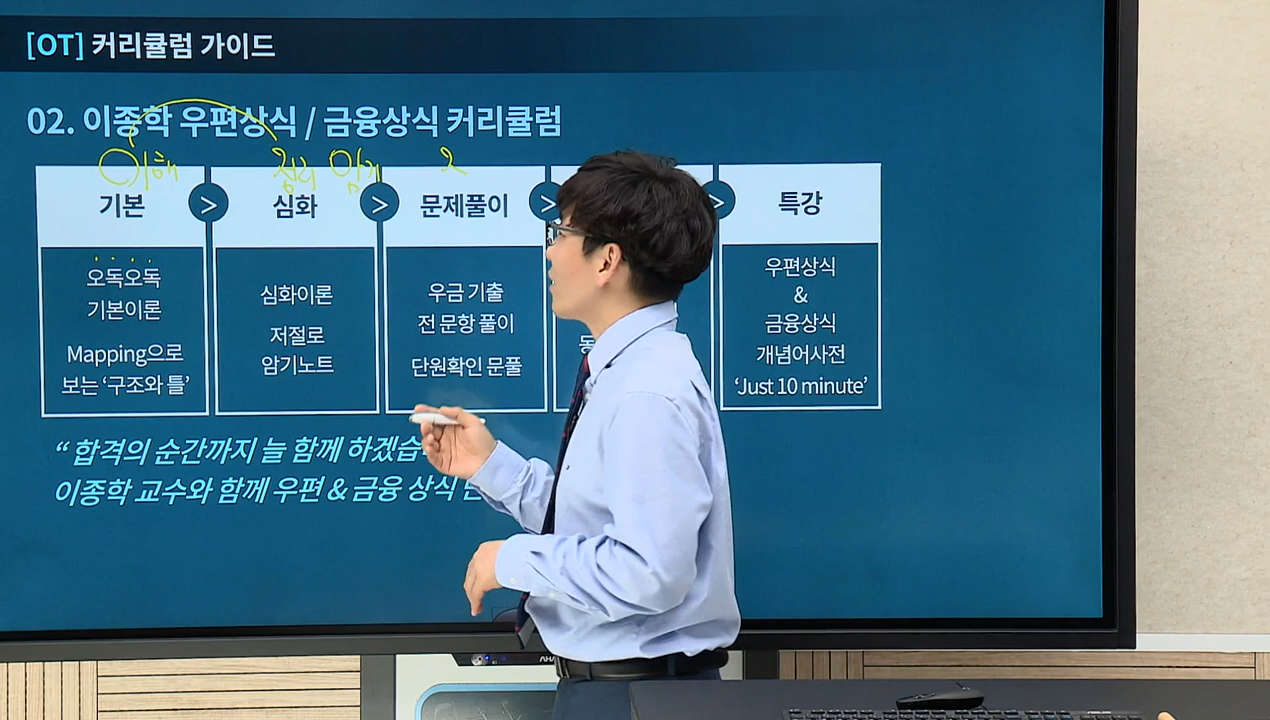 [OT] 커리큘럼 가이드
02. 이종학 우편상식 / 금융상식 커리큘럼
이해
정리 암기
기본
>
심화
>
문제풀이
>
>
특강
오독오독
기본이론
Mapping으로
보는 ‘구조와 틀’
심화이론
저절로
암기노트
우금 기출
전 문항 풀이
단원확인 문풀
우편상식
&
금융상식
개념어사전
‘Just 10 minute’
“ 합격의 순간까지 늘 함께
이종학 교수와 함께 우편 & 금융 상식